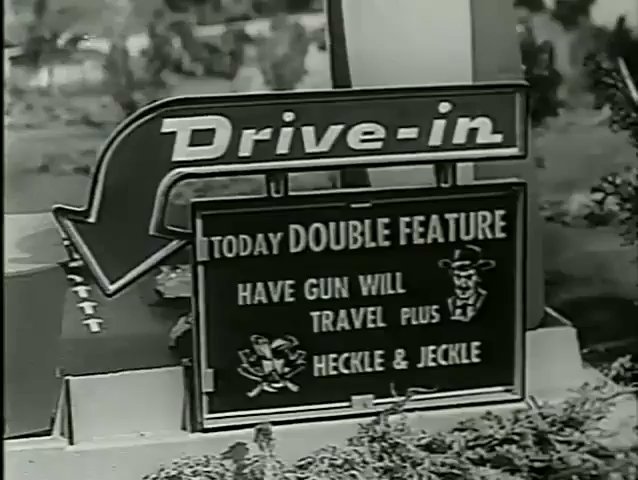 Drive-in
TODAY DOUBLE FEATURE
HAVE GUN WILL
TRAVEL PLUS
HECKLE & JECKLE